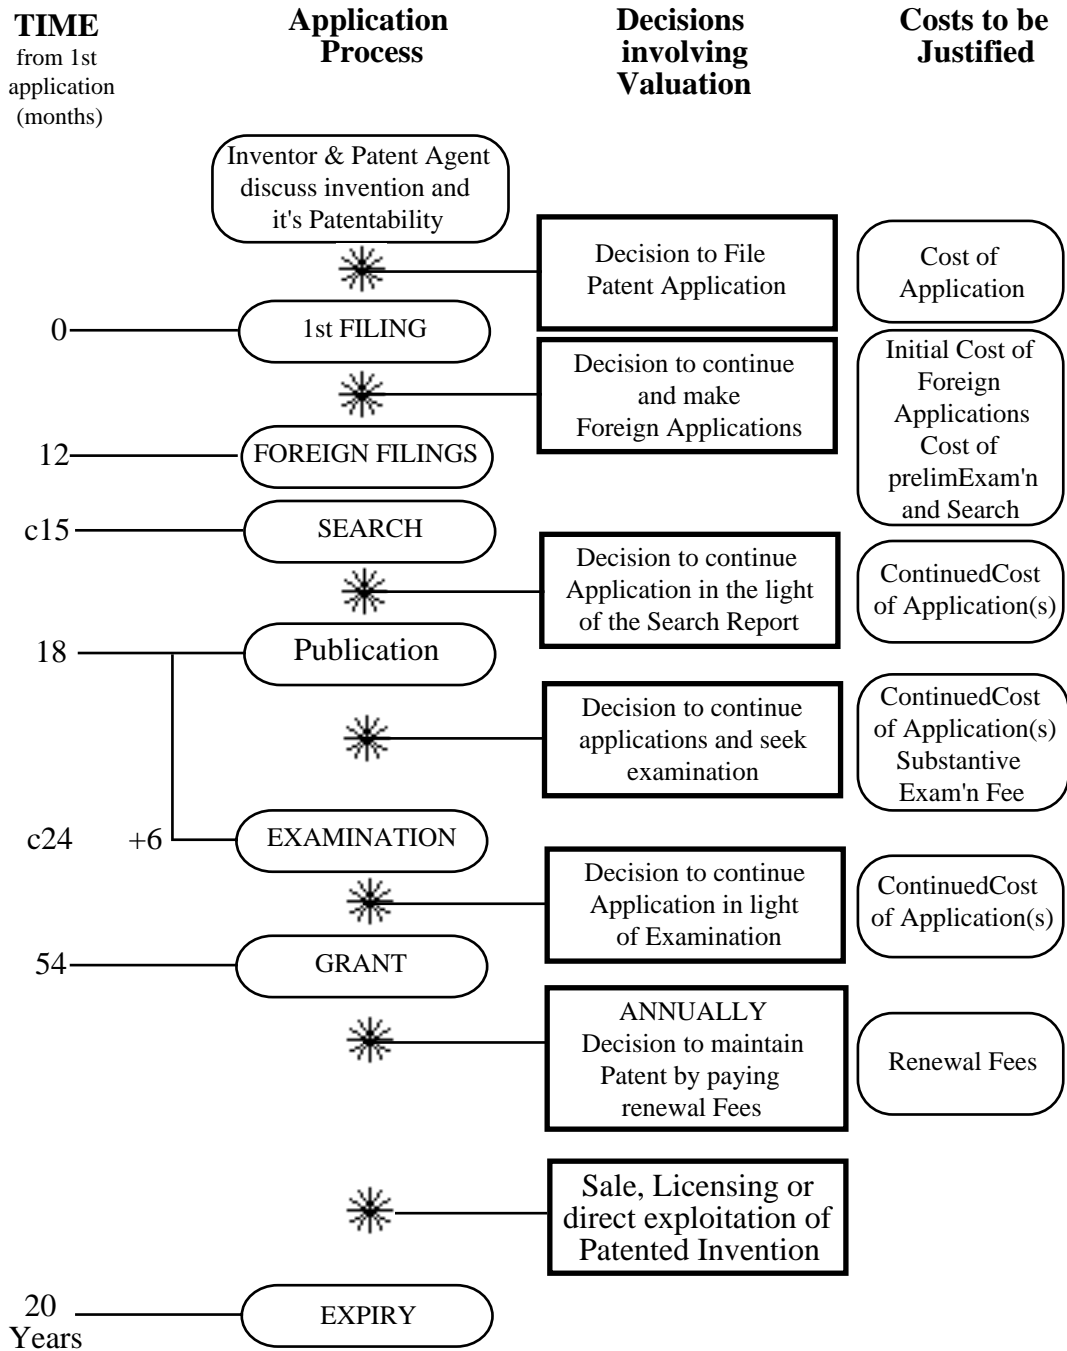 TIME
from 1st
application
(months)
Application
Process
Decisions
involving
Valuation
Costs to be
Justified
Inventor & Patent Agent
discuss invention and
it's Patentability
Decision to File
Patent Application
Cost of
Application
0
1st FILING
Decision to continue
and make
Foreign Applications
Initial Cost of
Foreign
Applications
Cost of
prelimExam'n
and Search
12
FOREIGN FILINGS
c15
SEARCH
Decision to continue
Application in the light
of the Search Report
ContinuedCost
of Application(s)
18
Publication
Decision to continue
applications and seek
examination
ContinuedCost
of Application(s)
Substantive
Exam'n Fee
c24
+6
EXAMINATION
Decision to continue
Application in light
of Examination
ContinuedCost
of Application(s)
54
GRANT
ANNUALLY
Decision to maintain
Patent by paying
renewal Fees
Renewal Fees
Sale, Licensing or
direct exploitation of
Patented Invention
20
Years
EXPIRY